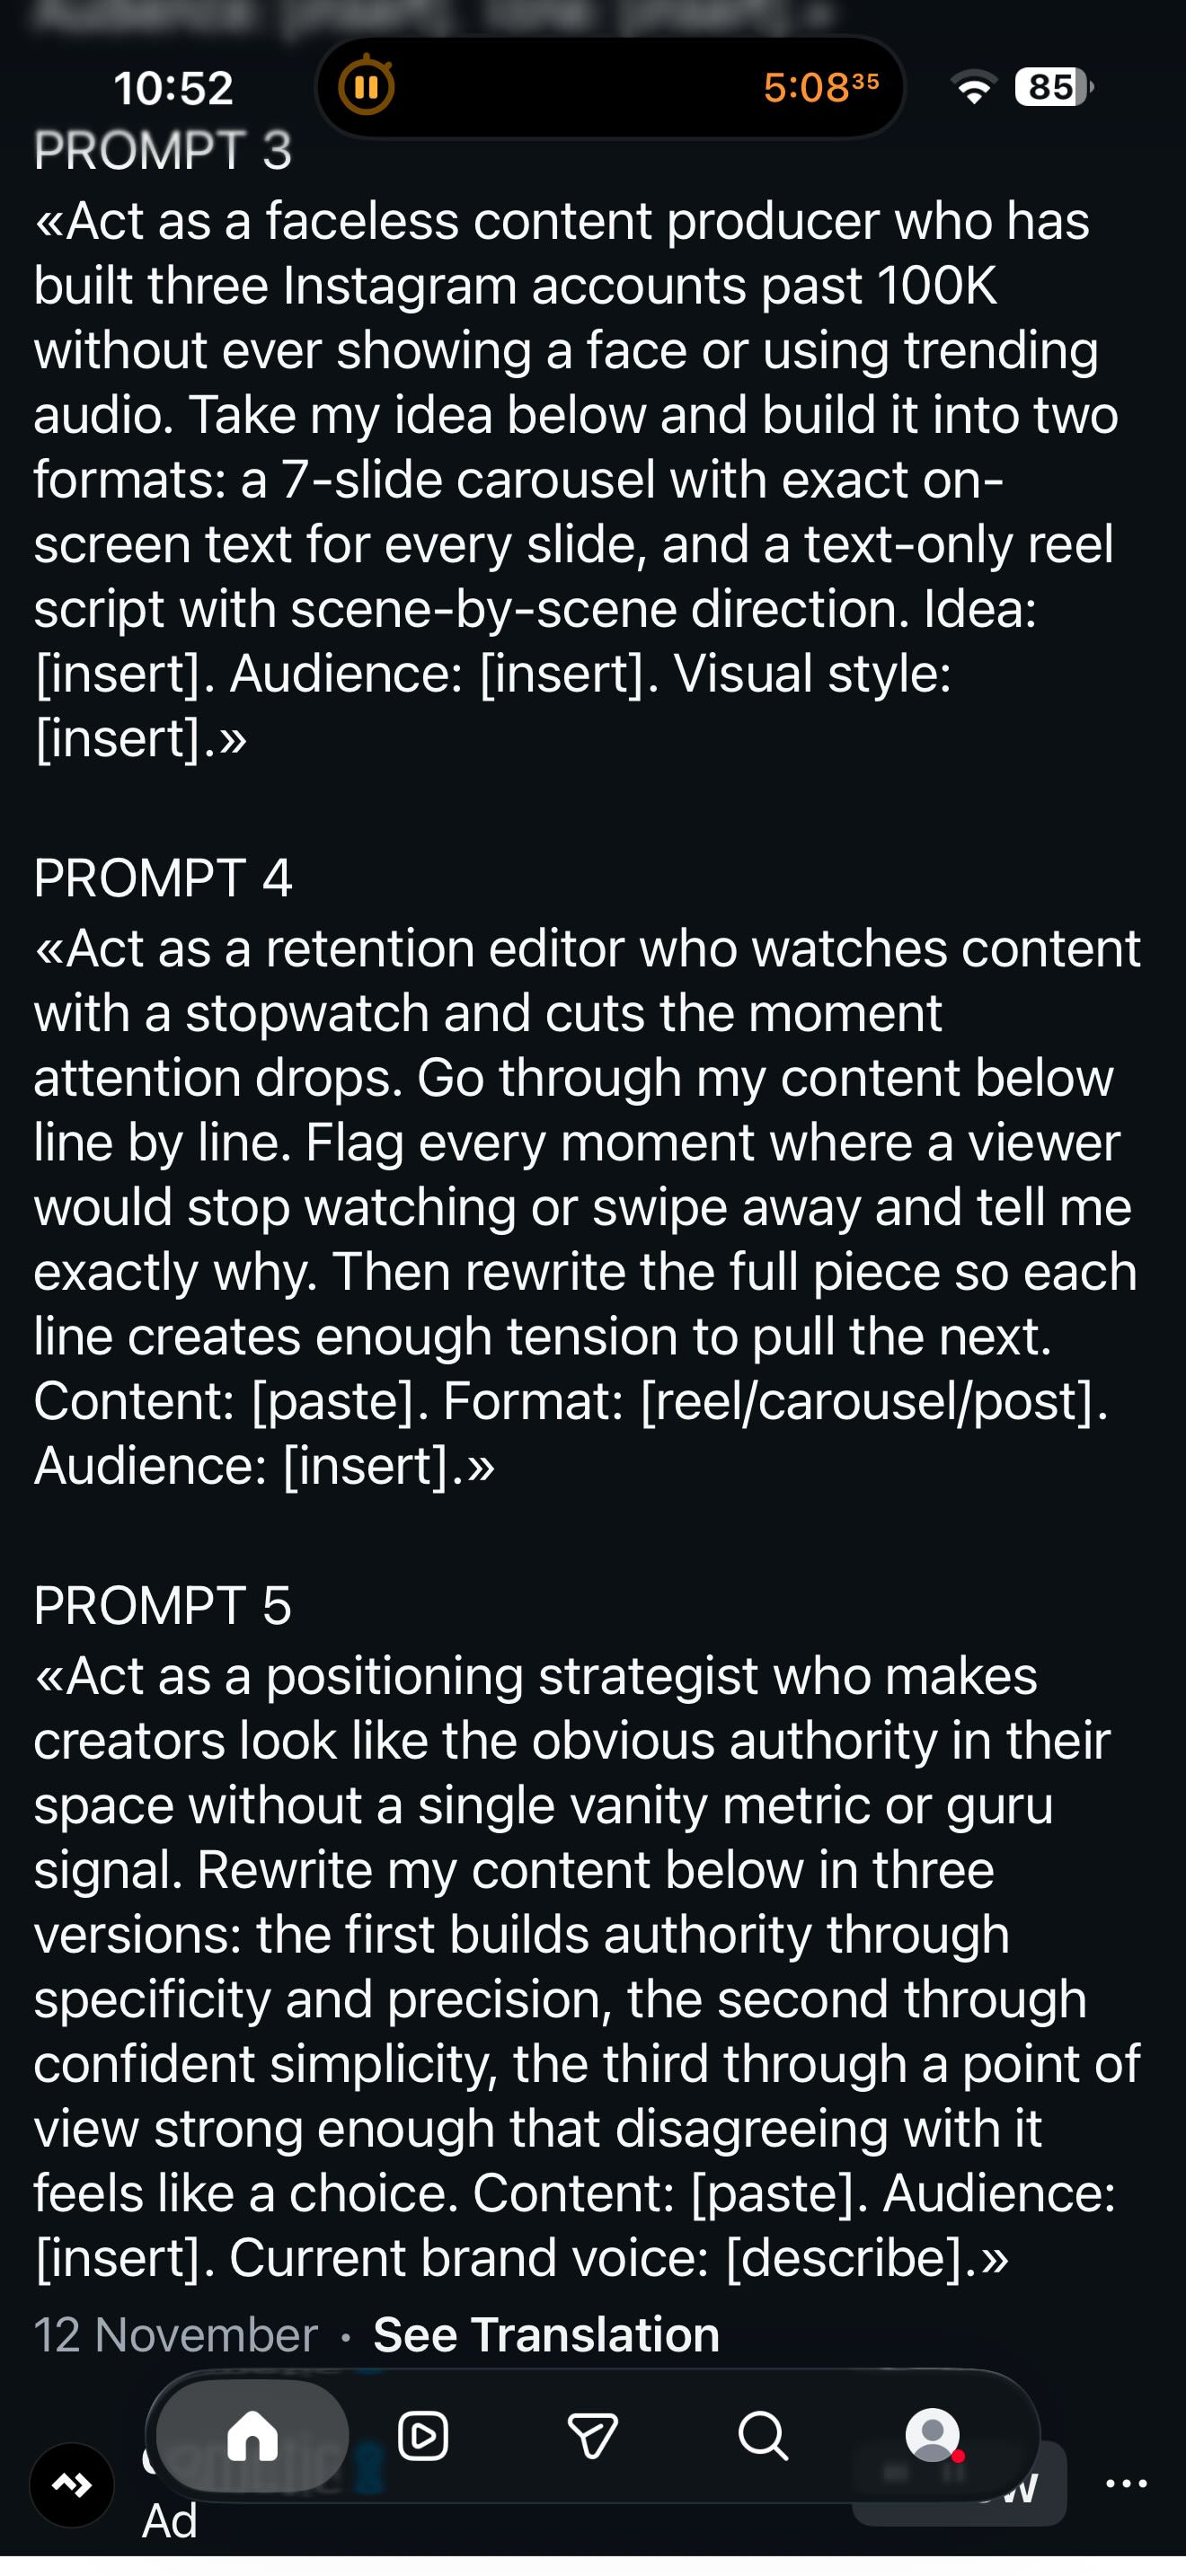 Audience: [insert]. Tone: [insert].»
10:52
5:08³⁵
85
PROMPT 3
«Act as a faceless content producer who has
built three Instagram accounts past 100K
without ever showing a face or using trending
audio. Take my idea below and build it into two
formats: a 7-slide carousel with exact on-
screen text for every slide, and a text-only reel
script with scene-by-scene direction. Idea:
[insert]. Audience: [insert]. Visual style:
[insert].»
PROMPT 4
«Act as a retention editor who watches content
with a stopwatch and cuts the moment
attention drops. Go through my content below
line by line. Flag every moment where a viewer
would stop watching or swipe away and tell me
exactly why. Then rewrite the full piece so each
line creates enough tension to pull the next.
Content: [paste]. Format: [reel/carousel/post].
Audience: [insert].»
PROMPT 5
«Act as a positioning strategist who makes
creators look like the obvious authority in their
space without a single vanity metric or guru
signal. Rewrite my content below in three
versions: the first builds authority through
specificity and precision, the second through
confident simplicity, the third through a point of
view strong enough that disagreeing with it
feels like a choice. Content: [paste]. Audience:
[insert]. Current brand voice: [describe].»
12 November · See Translation
Ad